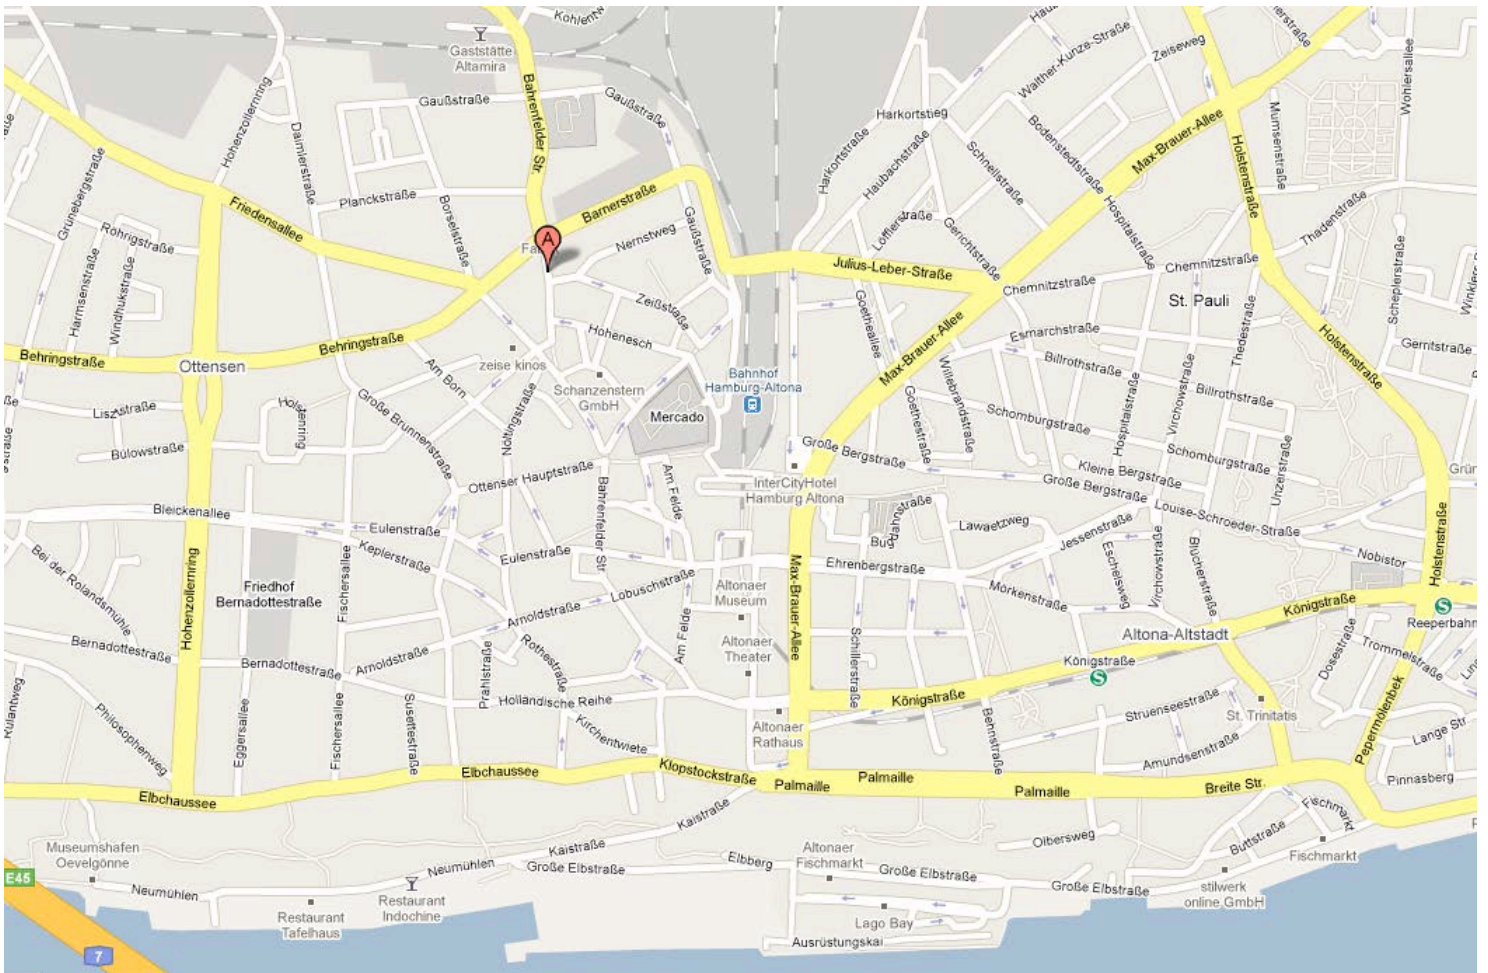 Gaststätte
Altamira
Bahrenfelder Str.
Gaußstraße
Gaußstraße
Hohenzollernring
Daimlerstraße
Planckstraße
Borselstraße
Grünebergstraße
Röhrigstraße
Harmsenstraße
Windhukstraße
Friedensallee
Barnerstraße
A
Nernstweg
Gaußstraße
Zeißstraße
Hohenesch
Behringstraße
Behringstraße
Ottensen
Am Born
zeise kinos
Schanzenstern
GmbH
Mercado
Bahnhof
Hamburg-Altona
Harkortstieg
Harkortstraße
Haubachstraße
Walther-Kunze-Straße
Zeiseweg
Bodenstedtstraße
Schnellstraße
Löfflerstraße
Gerichtstraße
Hospitalstraße
Max-Brauer-Allee
Holstenstraße
Mumsenstraße
Wohlersallee
Thadenstraße
Julius-Leber-Straße
Chemnitzstraße
Chemnitzstraße
St. Pauli
Scheplerstraße
Goetheallee
Max-Brauer-Allee
Esmarchstraße
Thedestraße
Holstenstraße
Gerritstraße
Billrothstraße
Billrothstraße
Willebrandstraße
Goethestraße
Hospitalstraße
Virchowstraße
Schomburgstraße
Schomburgstraße
Unzerstraße
Kleine Bergstraße
Große Bergstraße
Große Bergstraße
Louise-Schroeder-Straße
Nobistor
Holstenstraße
Lisztstraße
Holstenring
Bülowstraße
Große Brunnenstraße
Nöltingstraße
Ottenser Hauptstraße
Bahrenfelder Str
Am Felde
InterCityHotel
Hamburg Altona
Bleickenallee
Eulenstraße
Keplerstraße
Eulenstraße
Bei der Rolandsmühle
Hohenzollernring
Friedhof
Bernadottestraße
Fischersallee
Arnoldstraße
Lobuschstraße
Altonaer
Museum
Altonaer
Theater
Am Felde
Max-Brauer-Allee
Ehrenbergstraße
Lawaetzweg
Jessenstraße
Eschelsweg
Virchowstraße
Blücherstraße
Mörkenstraße
Altona-Altstadt
Königstraße
Königstraße
Königstraße
Schillerstraße
Reeperbahn
Dosestraße
Trommelstraße
Pepermölenbek
Lange Str.
Pinnasberg
Bernadottestraße
Bernadottestraße
Arnoldstraße
Prahlstraße
Rothestraße
Holländische Reihe
Kirchentwiete
Susettestraße
Fischersallee
Eggersallee
Philosophenweg
Rulantweg
Altonaer
Rathaus
Behnstraße
Struenseestraße
St. Trinitatis
Amundsenstraße
Elbchaussee
Elbchaussee
Klopstockstraße
Palmaille
Palmaille
Palmaille
Breite Str.
Fischmarkt
Buttstraße
Fischmarkt
Kaistraße
Kaistraße
Olbersweg
Museumshafen
Oevelgönne
Neumühlen
Neumühlen
Große Elbstraße
Elbberg
Altonaer
Fischmarkt
Große Elbstraße
Große Elbstraße
stilwerk
online GmbH
Restaurant
Indochine
Restaurant
Tafelhaus
Lago Bay
Ausrüstungskai
E45
7